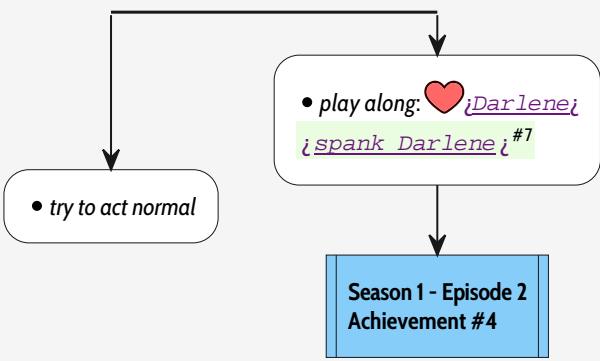 • play along: ¿Darlene¿
¿spank Darlene¿#7
• try to act normal
Season 1 - Episode 2
Achievement #4